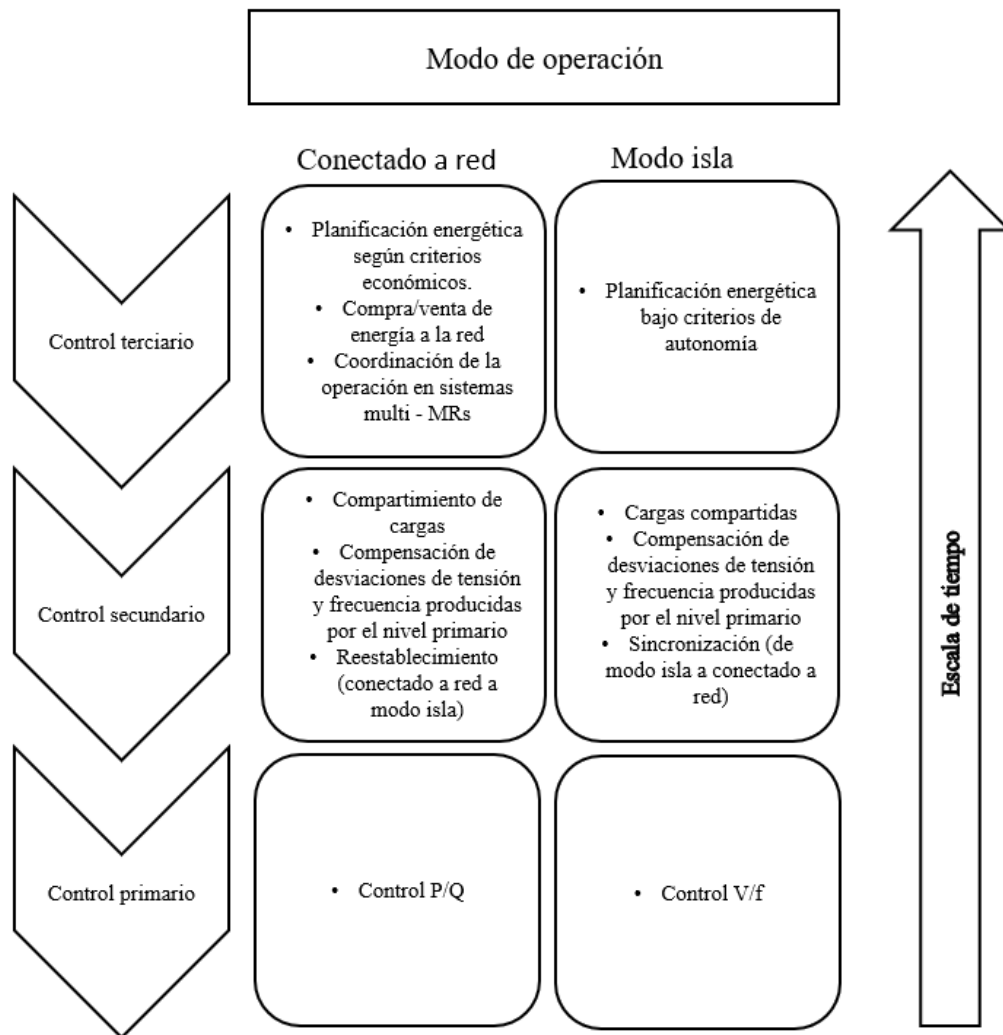 Modo de operación
Conectado a red
Modo isla
Control terciario
• Planificación energética
según criterios
económicos.
• Compra/venta de
energía a la red
• Coordinación de la
operación en sistemas
multi - MRs
• Planificación energética
bajo criterios de
autonomía
Control secundario
• Compartimiento de
cargas
• Compensación de
desviaciones de tensión
y frecuencia producidas
por el nivel primario
• Reestablecimiento
(conectado a red a
modo isla)
• Cargas compartidas
• Compensación de
desviaciones de tensión
y frecuencia producidas
por el nivel primario
• Sincronización (de
modo isla a conectado a
red)
Control primario
• Control P/Q
• Control V/f
Escala de tiempo